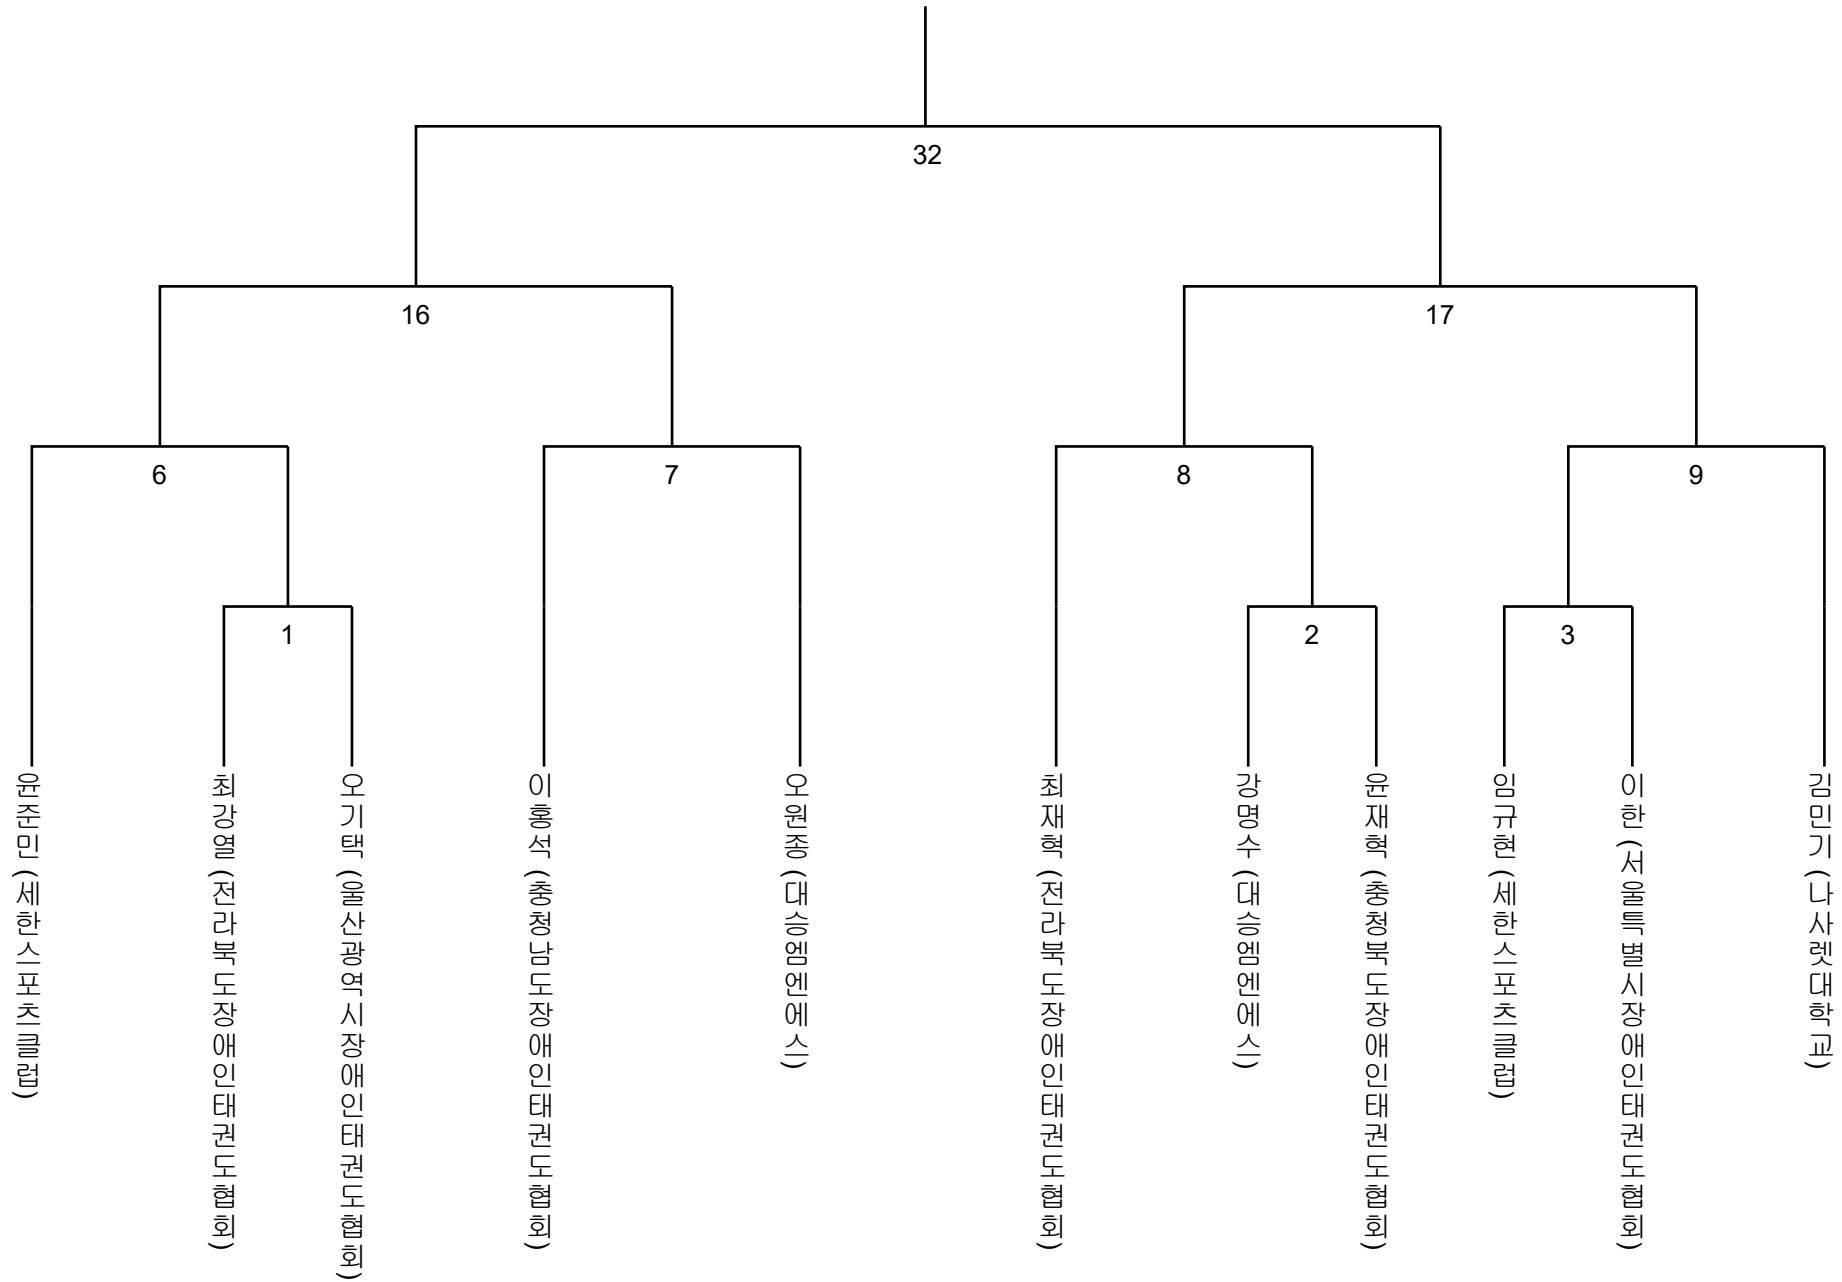 32
16
17
6
7
8
9
1
2
3
윤준민 (세한스포츠클럽)
최강열 (전라북도장애인태권도협회)
오기택 (울산광역시장애인태권도협회)
이홍석 (충청남도장애인태권도협회)
오원종 (대승엠엔에스)
최재혁 (전라북도장애인태권도협회)
강명수 (대승엠엔에스)
윤재혁 (충청북도장애인태권도협회)
임규현 (세한스포츠클럽)
이한 (서울특별시장애인태권도협회)
김민기 (나사렛대학교)